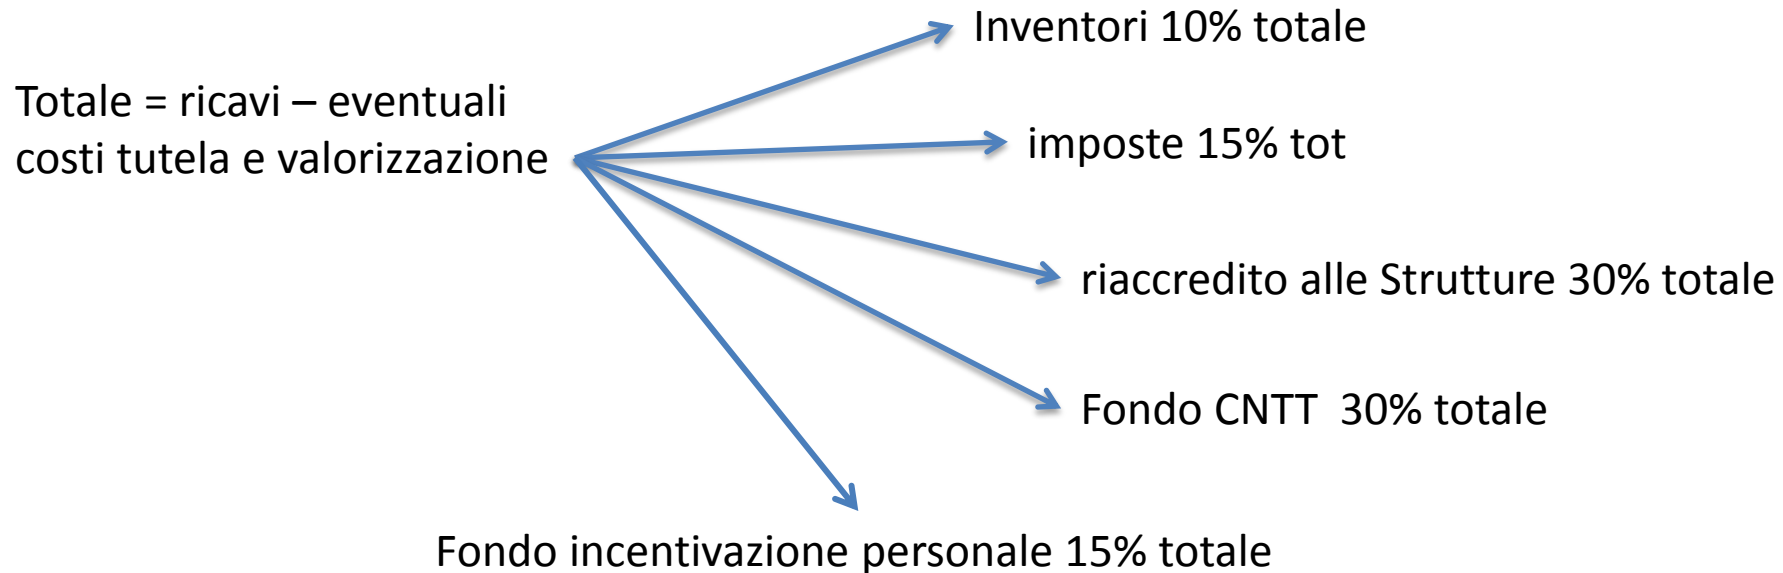 Inventori 10% totale
Totale = ricavi – eventuali
costi tutela e valorizzazione
imposte 15% tot
riaccredito alle Strutture 30% totale
Fondo CNTT  30% totale
Fondo incentivazione personale 15% totale